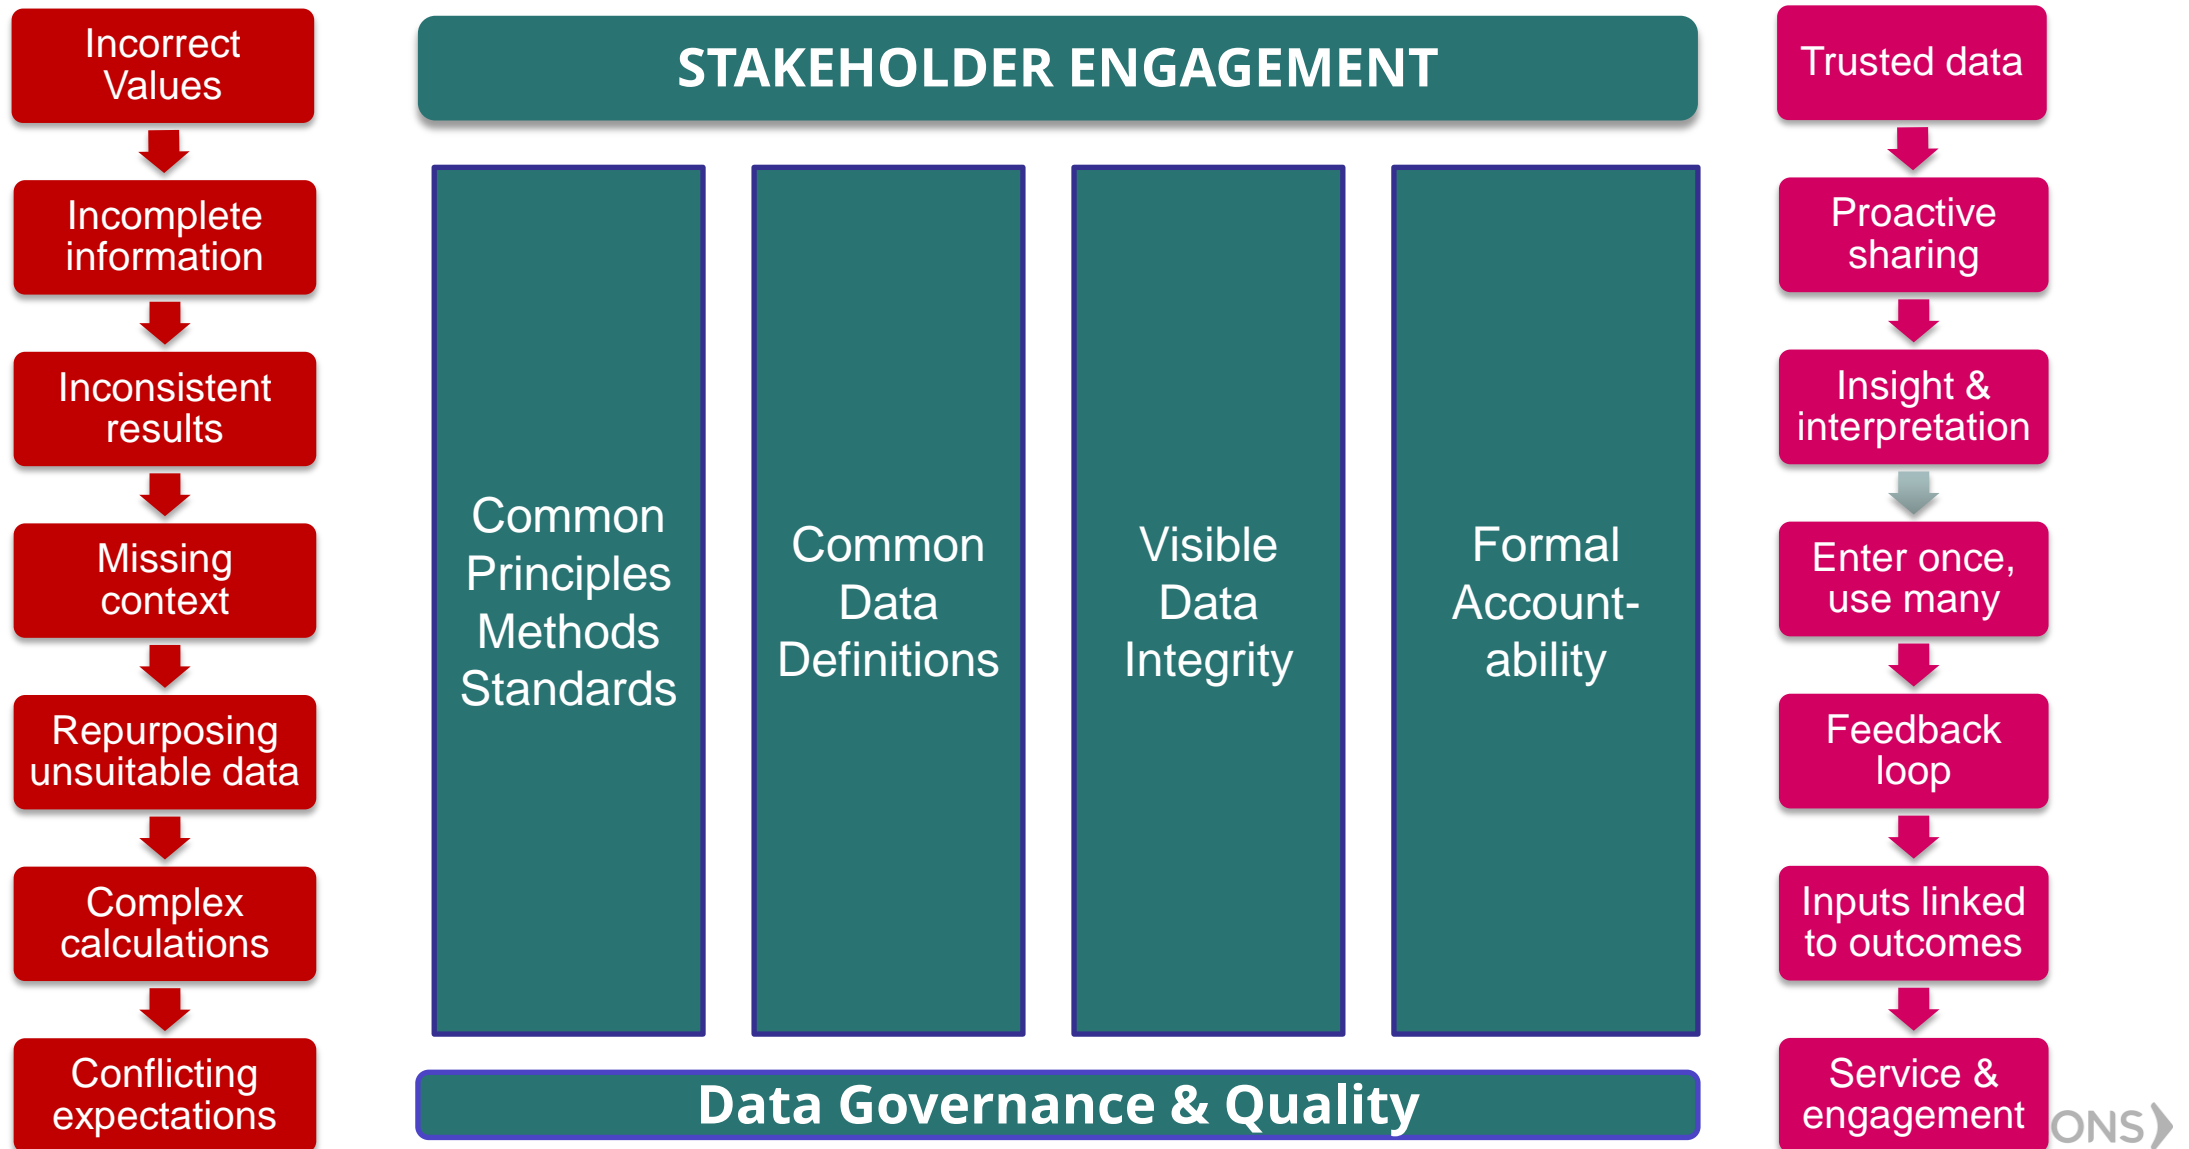 Incorrect
Values
Incomplete
information
Inconsistent
results
Missing
context
Repurposing
unsuitable data
Complex
calculations
Conflicting
expectations
STAKEHOLDER ENGAGEMENT
Common
Principles
Methods
Standards
Common
Data
Definitions
Visible
Data
Integrity
Formal
Account-
ability
Data Governance & Quality
Trusted data
Proactive
sharing
Insight &
interpretation
Enter once,
use many
Feedback
loop
Inputs linked
to outcomes
Service &
engagement
ONS